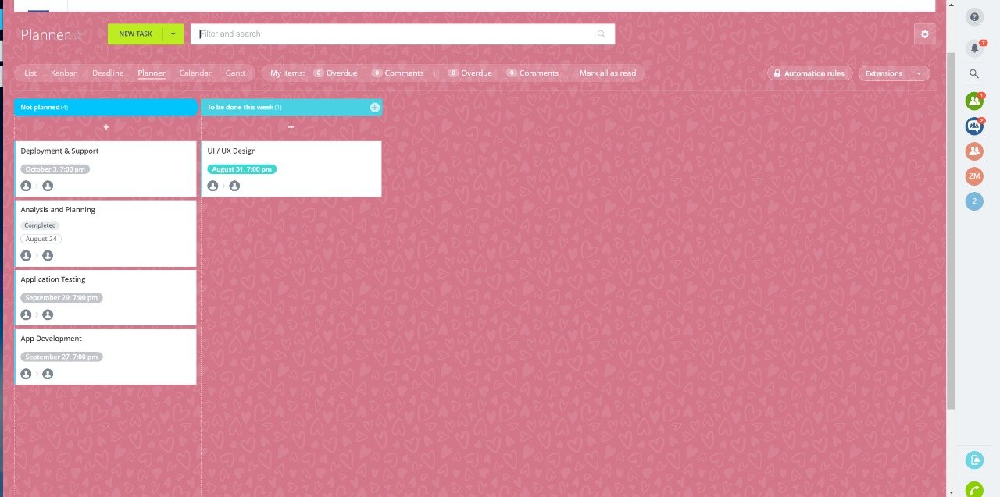 Planner
NEW TASK
Filter and search
List Kanban Deadline Planner Calendar Gantt My items: 0 Overdue 0 Comments 0 Overdue 0 Comments Mark all as read Automation rules Extensions
Not planned (4)
To be done this week (1)
+
+
Deployment & Support
October 3, 7:00 pm
Analysis and Planning
Completed
August 24
Application Testing
September 29, 7:00 pm
App Development
September 27, 7:00 pm
UI / UX Design
August 31, 7:00 pm
?
7
1
2
ZM
2